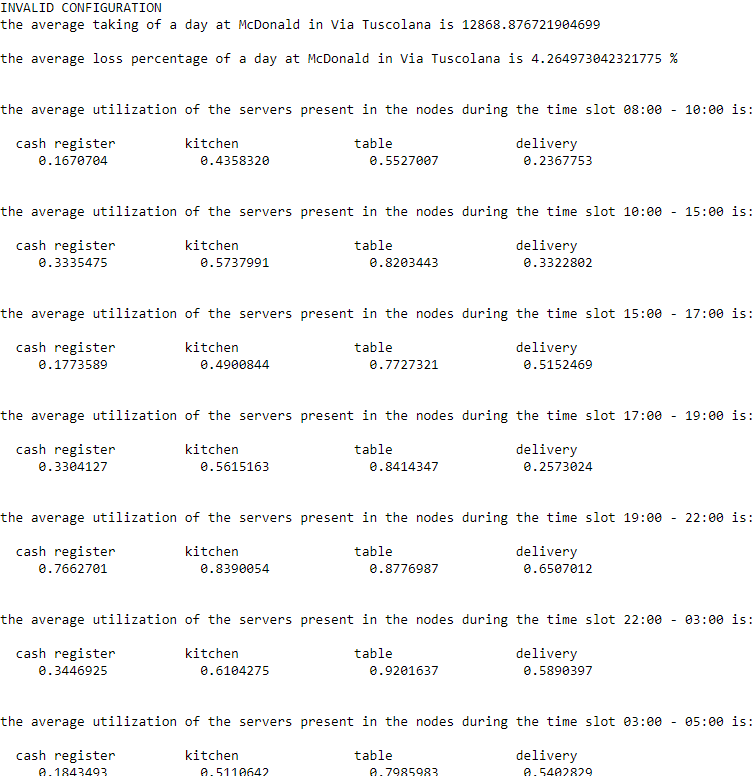 INVALID CONFIGURATION
the average taking of a day at McDonald in Via Tuscolana is 12868.876721904699
the average loss percentage of a day at McDonald in Via Tuscolana is 4.264973042321775 %
the average utilization of the servers present in the nodes during the time slot 08:00 - 10:00 is:
cash register kitchen table delivery
0.1670704 0.4358320 0.5527007 0.2367753
the average utilization of the servers present in the nodes during the time slot 10:00 - 15:00 is:
cash register kitchen table delivery
0.3335475 0.5737991 0.8203443 0.3322802
the average utilization of the servers present in the nodes during the time slot 15:00 - 17:00 is:
cash register kitchen table delivery
0.1773589 0.4900844 0.7727321 0.5152469
the average utilization of the servers present in the nodes during the time slot 17:00 - 19:00 is:
cash register kitchen table delivery
0.3304127 0.5615163 0.8414347 0.2573024
the average utilization of the servers present in the nodes during the time slot 19:00 - 22:00 is:
cash register kitchen table delivery
0.7662701 0.8390054 0.8776987 0.6507012
the average utilization of the servers present in the nodes during the time slot 22:00 - 03:00 is:
cash register kitchen table delivery
0.3446925 0.6104275 0.9201637 0.5890397
the average utilization of the servers present in the nodes during the time slot 03:00 - 05:00 is:
cash register kitchen table delivery
0.1843493 0.5110642 0.7985983 0.5402829